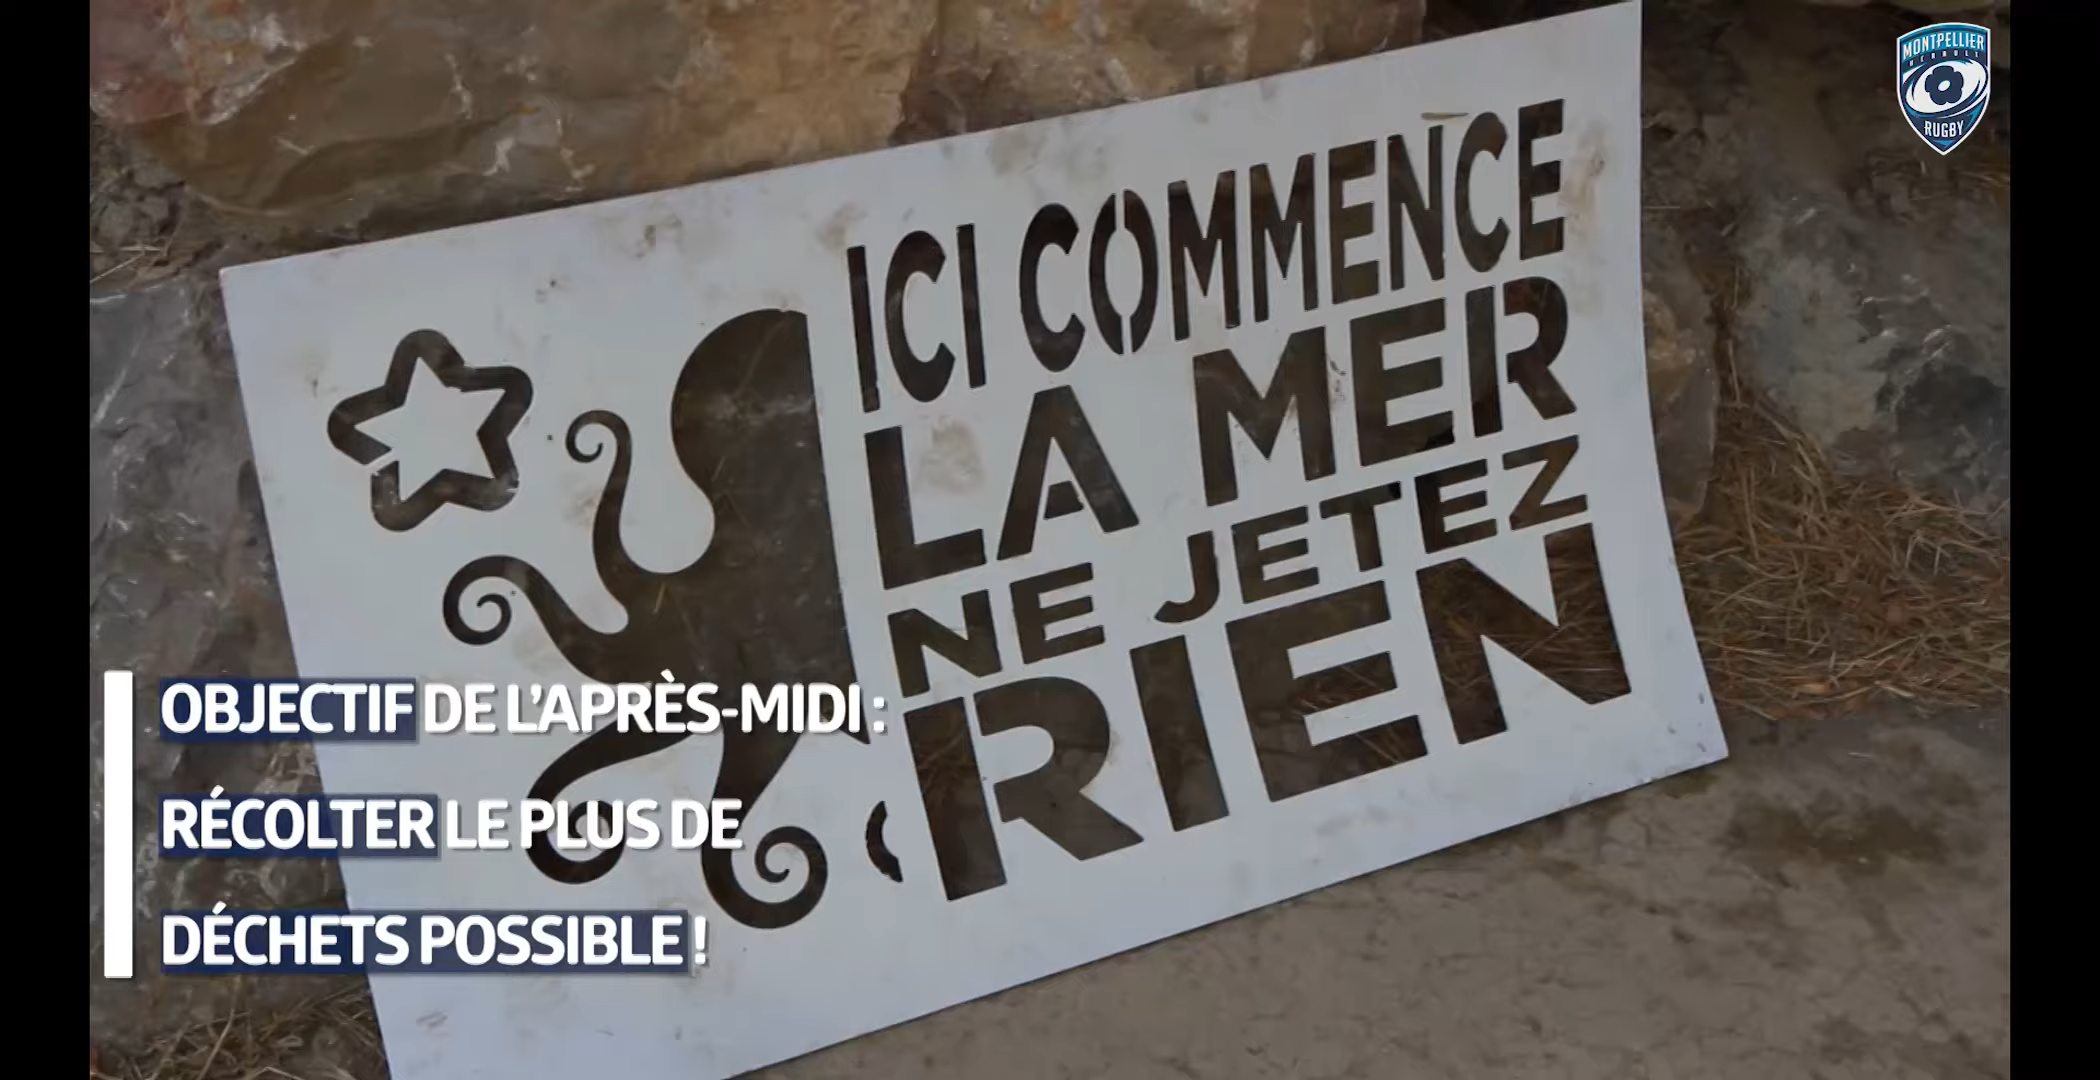 MONTPELLIER
HÉRAULT
RUGBY
ICI COMMENCE
LA MER
NE JETEZ
RIEN
OBJECTIF DE L'APRÈS-MIDI :
RÉCOLTER LE PLUS DE
DÉCHETS POSSIBLE !